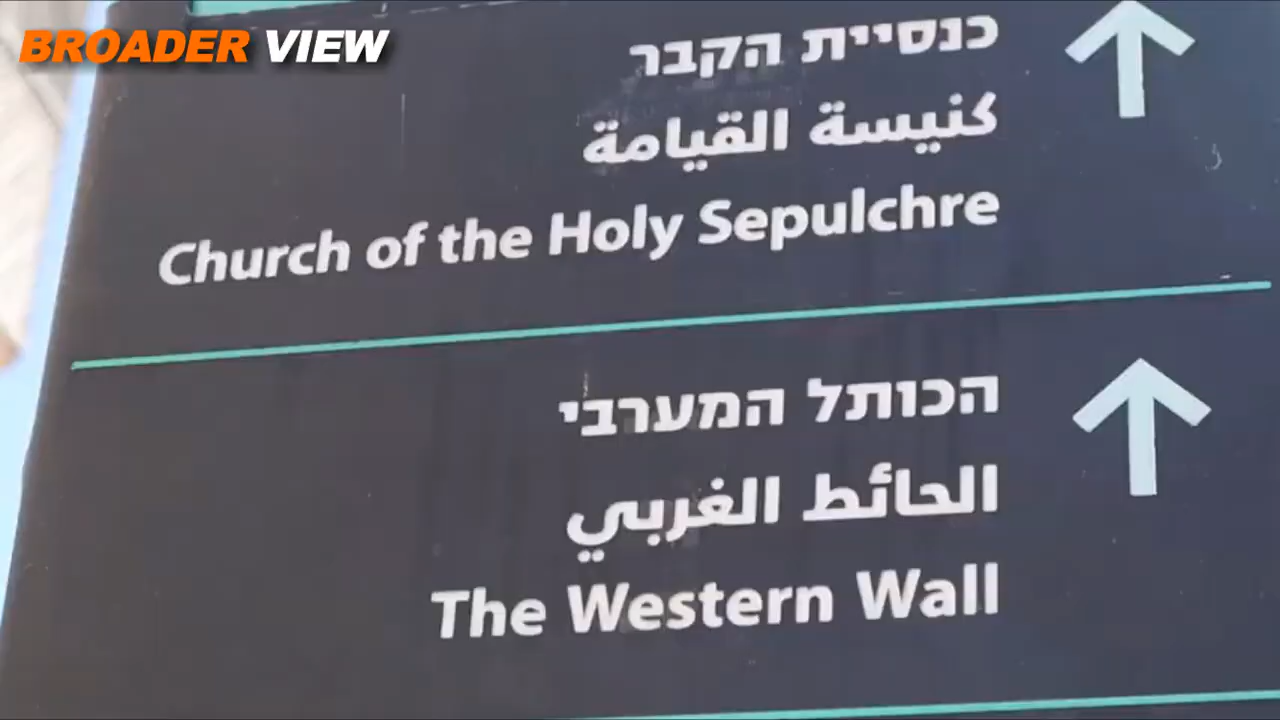 BROADER VIEW
כנסיית הקבר
كنيسة القيامة
Church of the Holy Sepulchre
הכותל המערבי
الحائط الغربي
The Western Wall